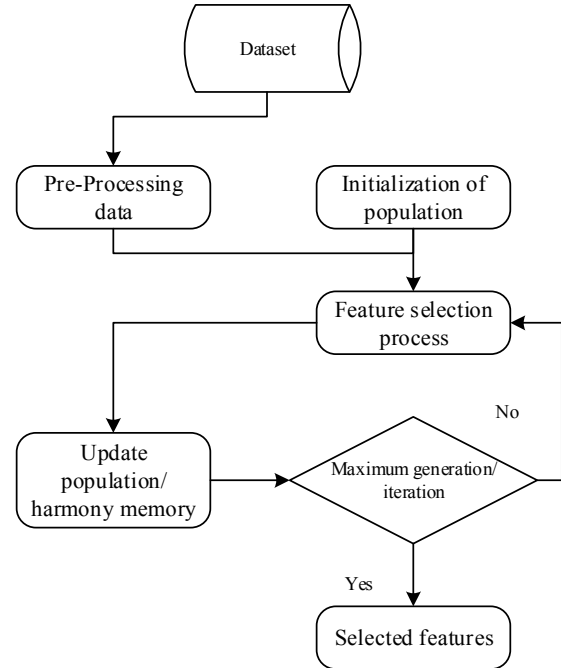 Dataset
Pre-Processing
data
Initialization of
population
Feature selection
process
No
Update
population/
harmony memory
Maximum generation/
iteration
Yes
Selected features